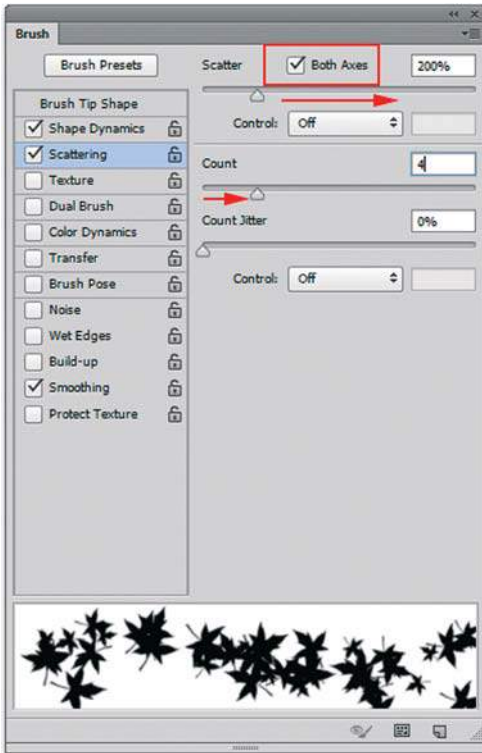 Brush
Brush Presets
Scatter
Both Axes
200%
Brush Tip Shape
Shape Dynamics
Control: Off
Scattering
Count
4
Texture
Dual Brush
Count Jitter
0%
Color Dynamics
Transfer
Control: Off
Brush Pose
Noise
Wet Edges
Build-up
Smoothing
Protect Texture